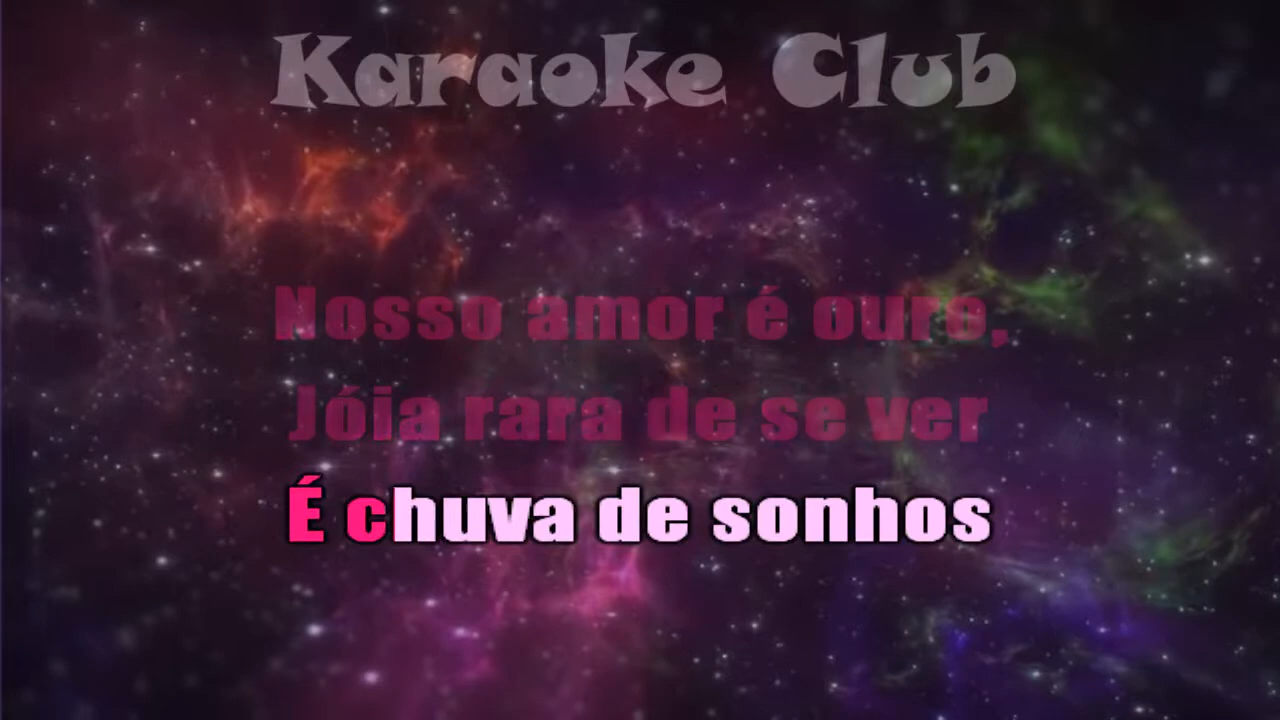 Karaoke Club
Nosso amor é ouro,
Jóia rara de se ver
É chuva de sonhos